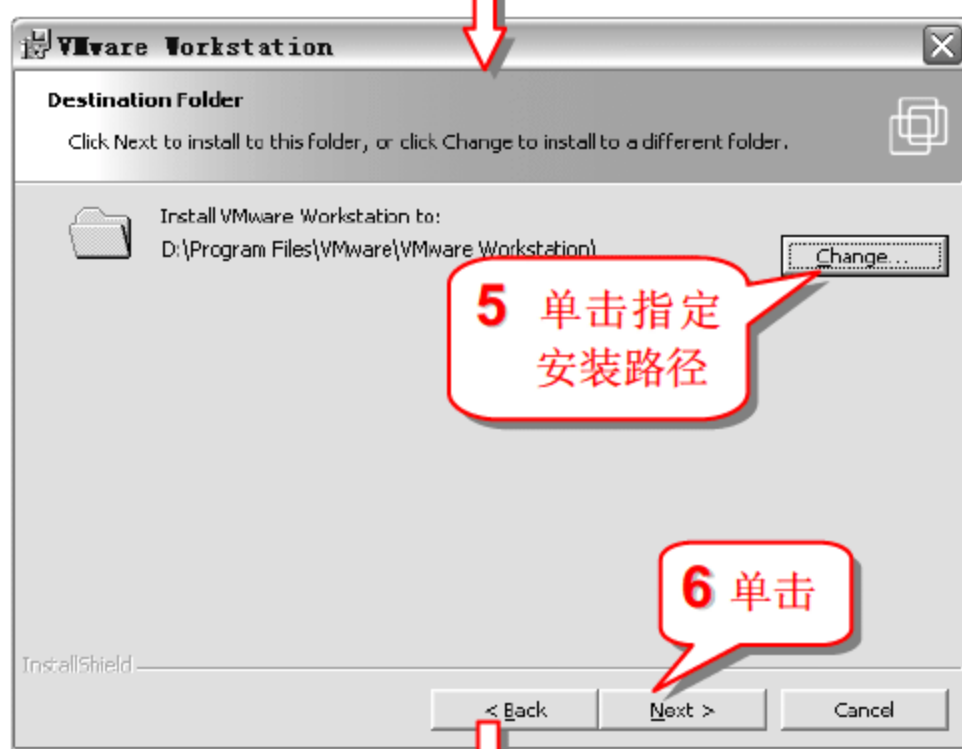 VMware Workstation
Destination Folder
Click Next to install to this folder, or click Change to install to a different folder.
Install VMware Workstation to:
D:\Program Files\VMware\VMware Workstation\
Change...
5 单击指定
安装路径
6 单击
InstallShield
< Back
Next >
Cancel